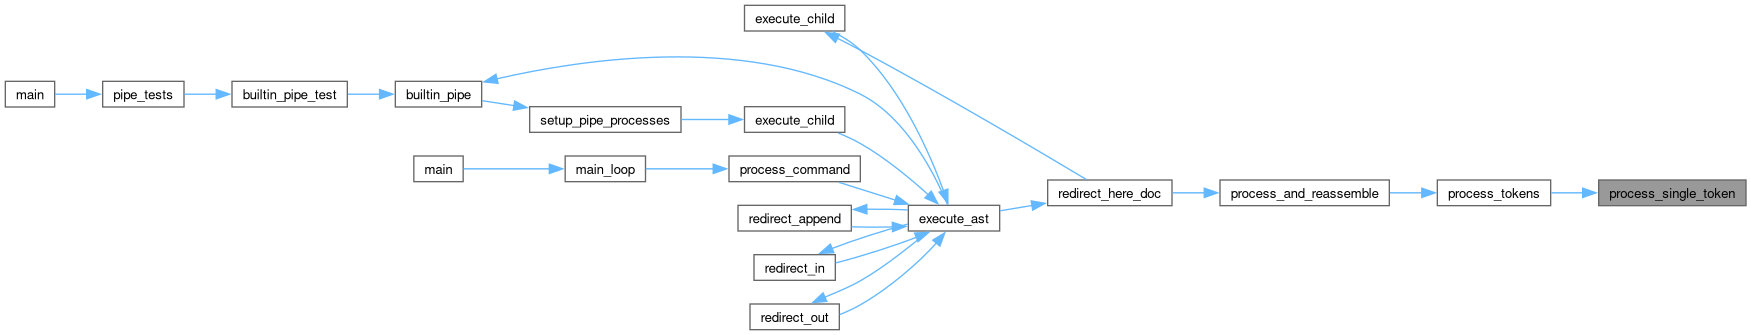 execute_child
main
pipe_tests
builtin_pipe_test
builtin_pipe
setup_pipe_processes
execute_child
main
main_loop
process_command
redirect_here_doc
process_and_reassemble
process_tokens
process_single_token
redirect_append
execute_ast
redirect_in
redirect_out